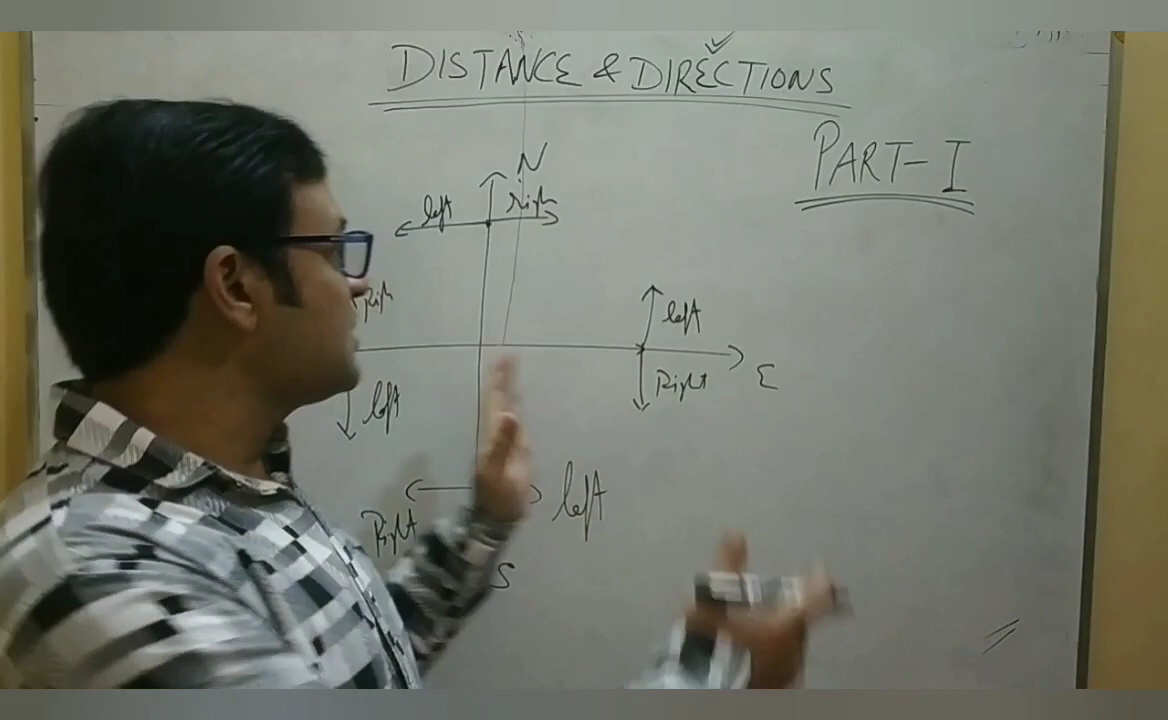 DISTANCE & DIRECTIONS
PART-I
N
left Right
Right
left
left
Right
E
left
Right
S